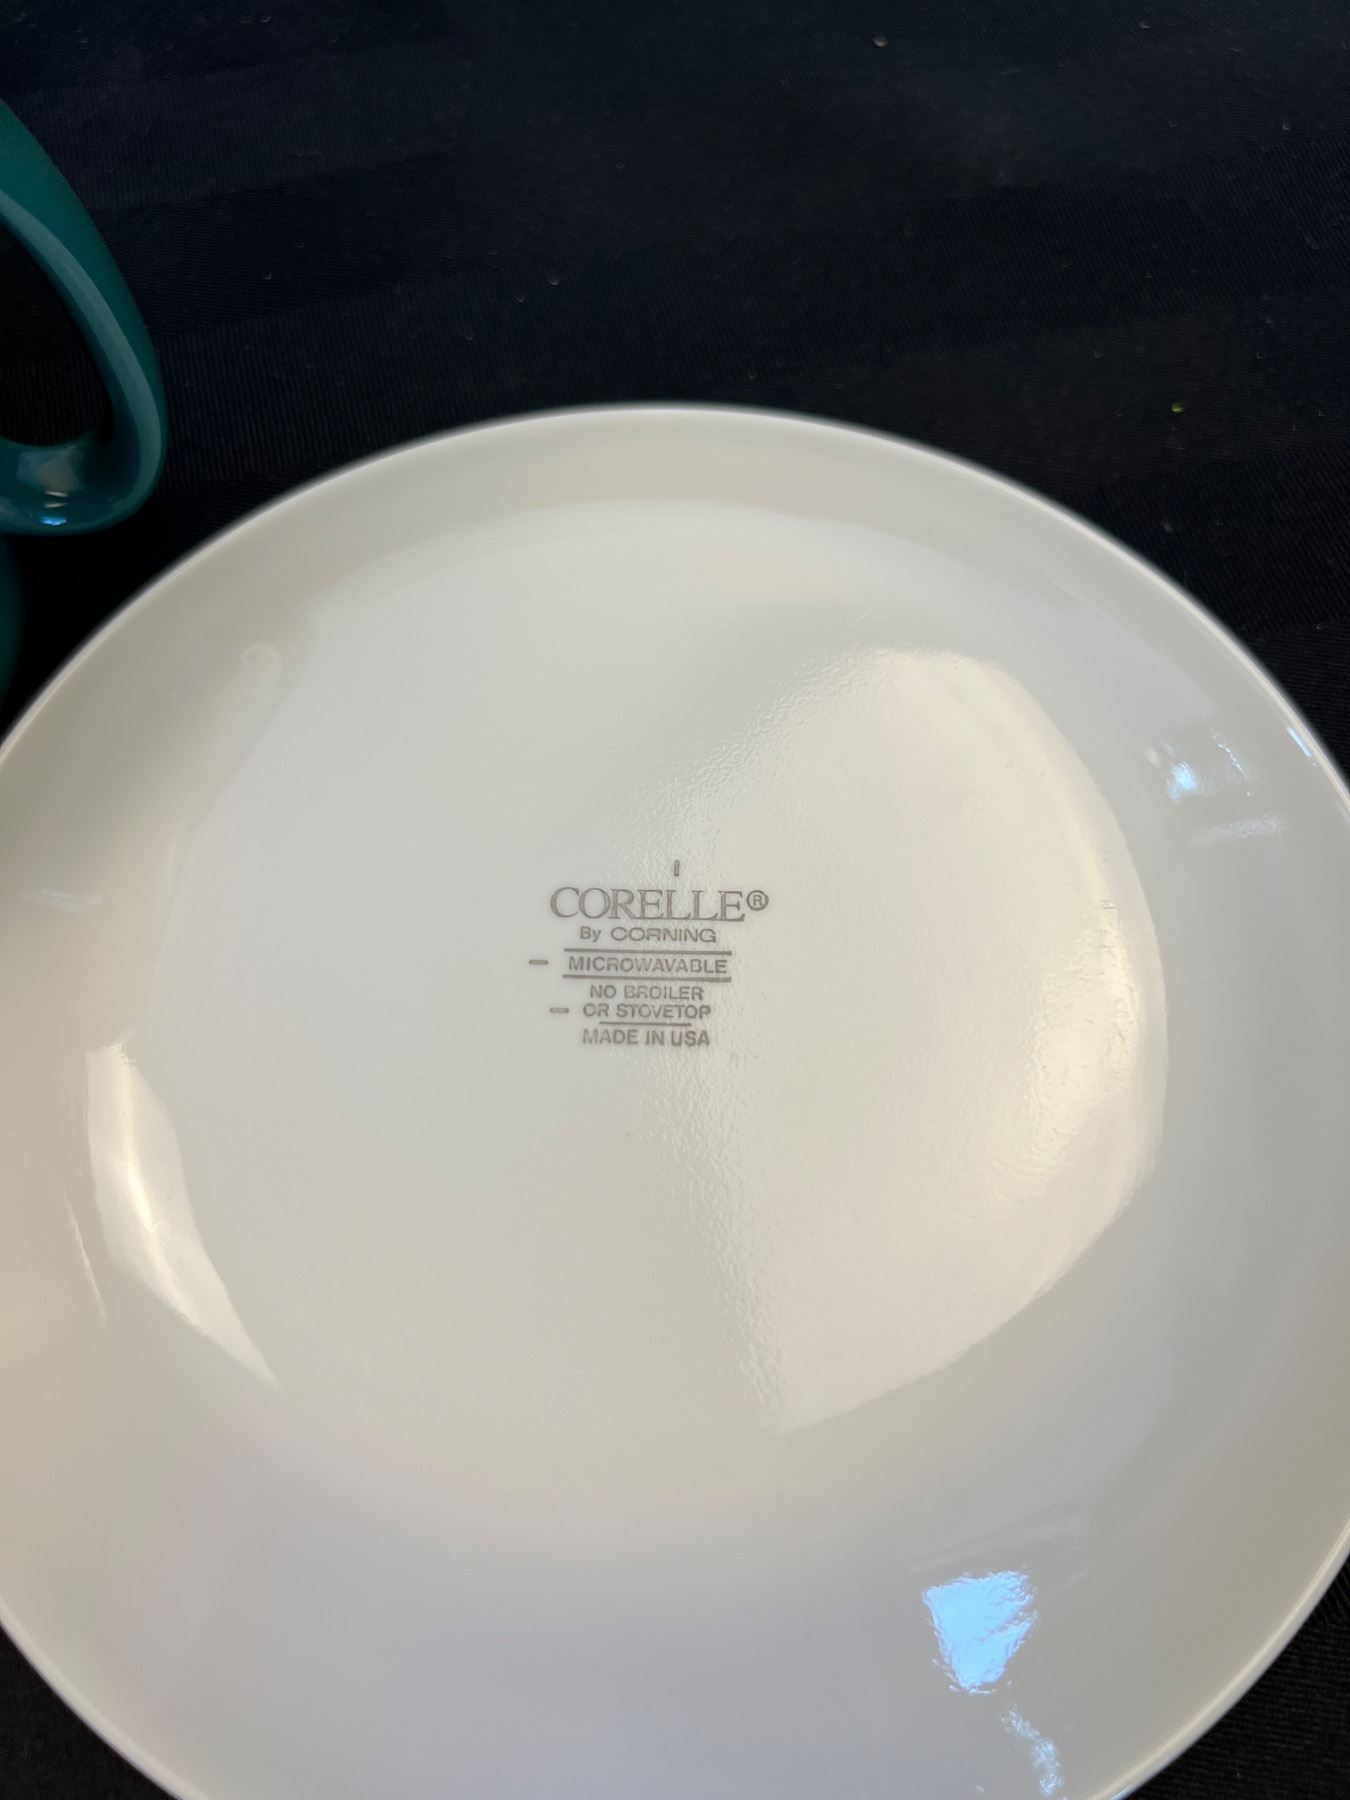 CORELLE®
By CORNING
MICROWAVABLE
NO BROILER
OR STOVETOP
MADE IN USA